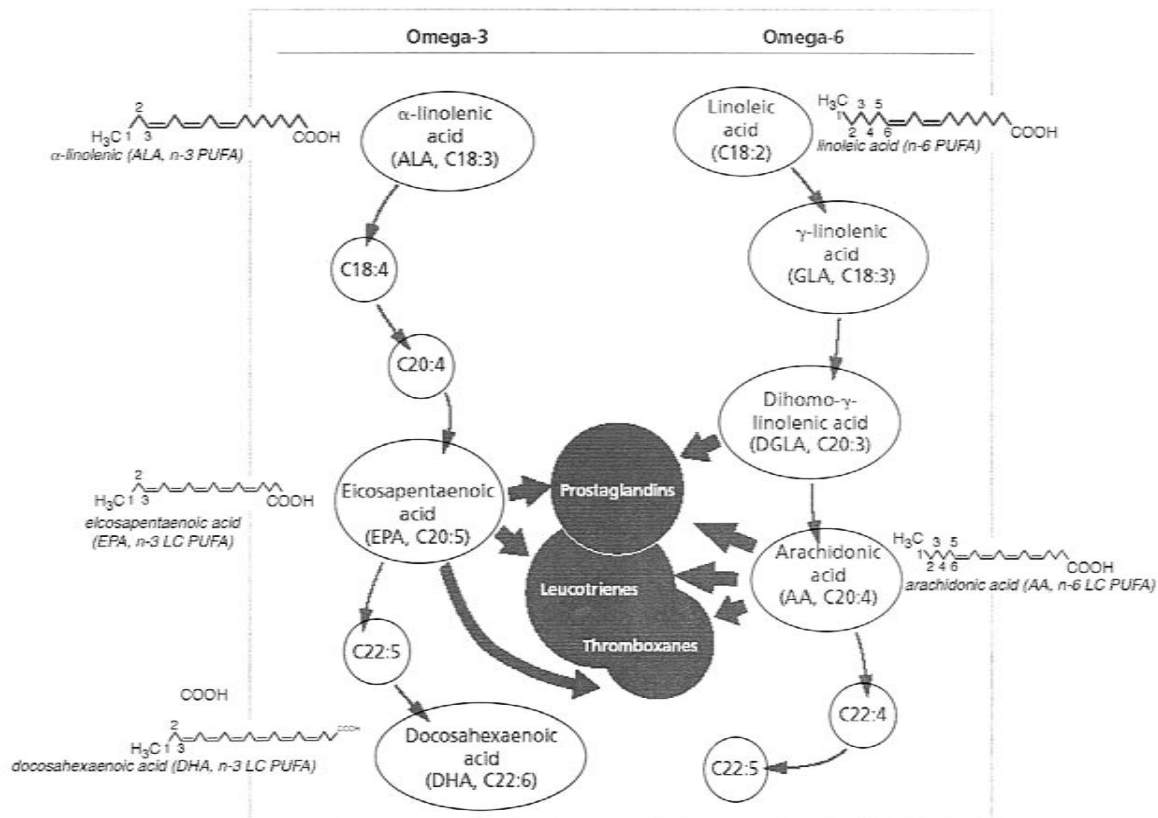 Omega-3
Omega-6
2
H₃C 1 3
COOH
α-linolenic (ALA, n-3 PUFA)
α-linolenic
acid
(ALA, C18:3)
Linoleic
acid
(C18:2)
H₃C
3 5
1
2 4 6
COOH
linoleic acid (n-6 PUFA)
γ-linolenic
acid
(GLA, C18:3)
C18:4
C20:4
Dihomo-γ-
linolenic acid
(DGLA, C20:3)
2
H₃C 1 3
COOH
eicosapentaenoic acid
(EPA, n-3 LC PUFA)
Eicosapentaenoic
acid
(EPA, C20:5)
Prostaglandins
Leucotrienes
Thromboxanes
Arachidonic
acid
(AA, C20:4)
H₃C 3 5
1
2 4 6
COOH
arachidonic acid (AA, n-6 LC PUFA)
C22:5
COOH
2
H₃C 1 3
COOH
docosahexaenoic acid (DHA, n-3 LC PUFA)
Docosahexaenoic
acid
(DHA, C22:6)
C22:4
C22:5